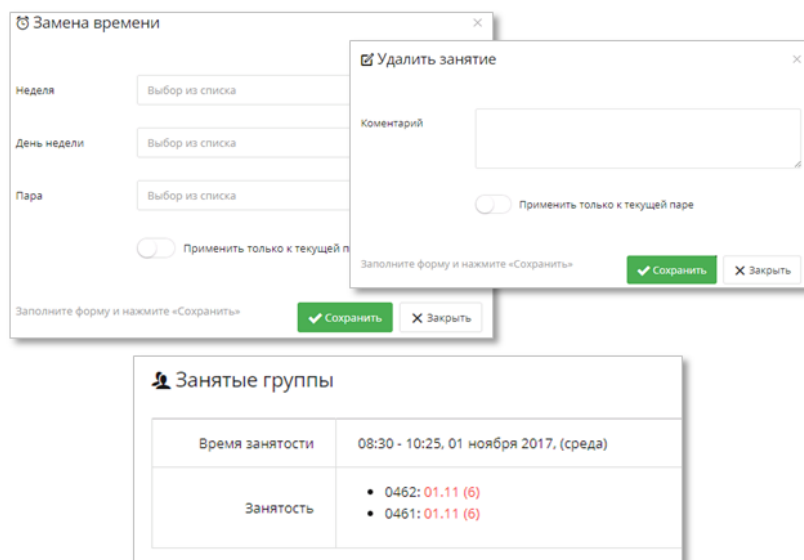 Замена времени
Неделя
Выбор из списка
День недели
Выбор из списка
Пара
Выбор из списка
Применить только к текущей п
Заполните форму и нажмите «Сохранить»
Сохранить
Закрыть
Удалить занятие
Коментарий
Применить только к текущей паре
Заполните форму и нажмите «Сохранить»
Сохранить
Закрыть
Занятые группы
Время занятости
08:30 - 10:25, 01 ноября 2017, (среда)
Занятость
0462: 01.11 (6)
0461: 01.11 (6)